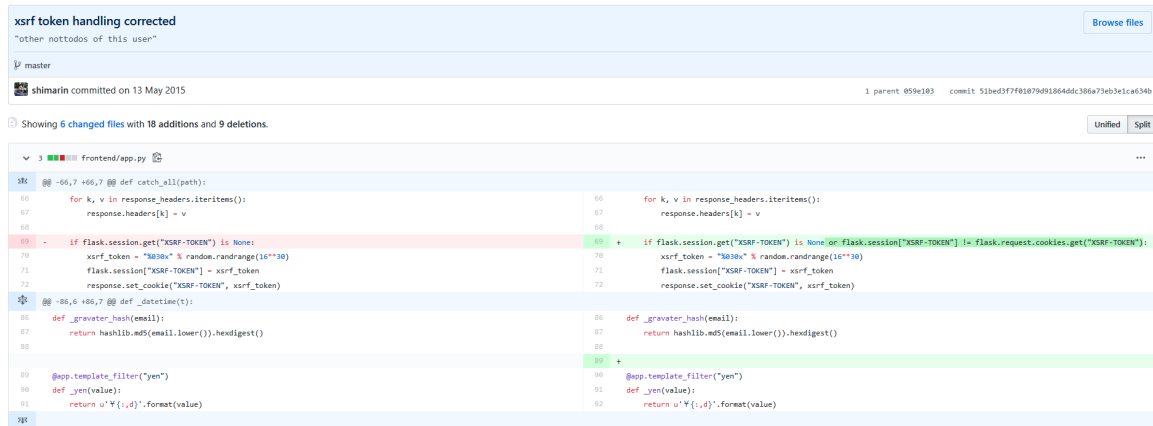 xsrf token handling corrected
Browse files
"other nottodos of this user"
master
shimarin committed on 13 May 2015
1 parent 059e103 commit 51bed3f7f01079d91864ddc386a73eb3e1ca634b
Showing 6 changed files with 18 additions and 9 deletions.
Unified Split
3 frontend/app.py ...
@@ -66,7 +66,7 @@ def catch_all(path):
66 for k, v in response_headers.iteritems():
67 response.headers[k] = v
68
69 - if flask.session.get("XSRF-TOKEN") is None:
70 xsrf_token = "%030x" % random.randrange(16**30)
71 flask.session["XSRF-TOKEN"] = xsrf_token
72 response.set_cookie("XSRF-TOKEN", xsrf_token)
66 for k, v in response_headers.iteritems():
67 response.headers[k] = v
68
69 + if flask.session.get("XSRF-TOKEN") is None or flask.session["XSRF-TOKEN"] != flask.request.cookies.get("XSRF-TOKEN"):
70 xsrf_token = "%030x" % random.randrange(16**30)
71 flask.session["XSRF-TOKEN"] = xsrf_token
72 response.set_cookie("XSRF-TOKEN", xsrf_token)
@@ -86,6 +86,7 @@ def _datetime(t):
86 def _gravater_hash(email):
87 return hashlib.md5(email.lower()).hexdigest()
88
89 @app.template_filter("yen")
90 def _yen(value):
91 return u'¥{:,d}'.format(value)
86 def _gravater_hash(email):
87 return hashlib.md5(email.lower()).hexdigest()
88
89 +
90 @app.template_filter("yen")
91 def _yen(value):
92 return u'¥{:,d}'.format(value)